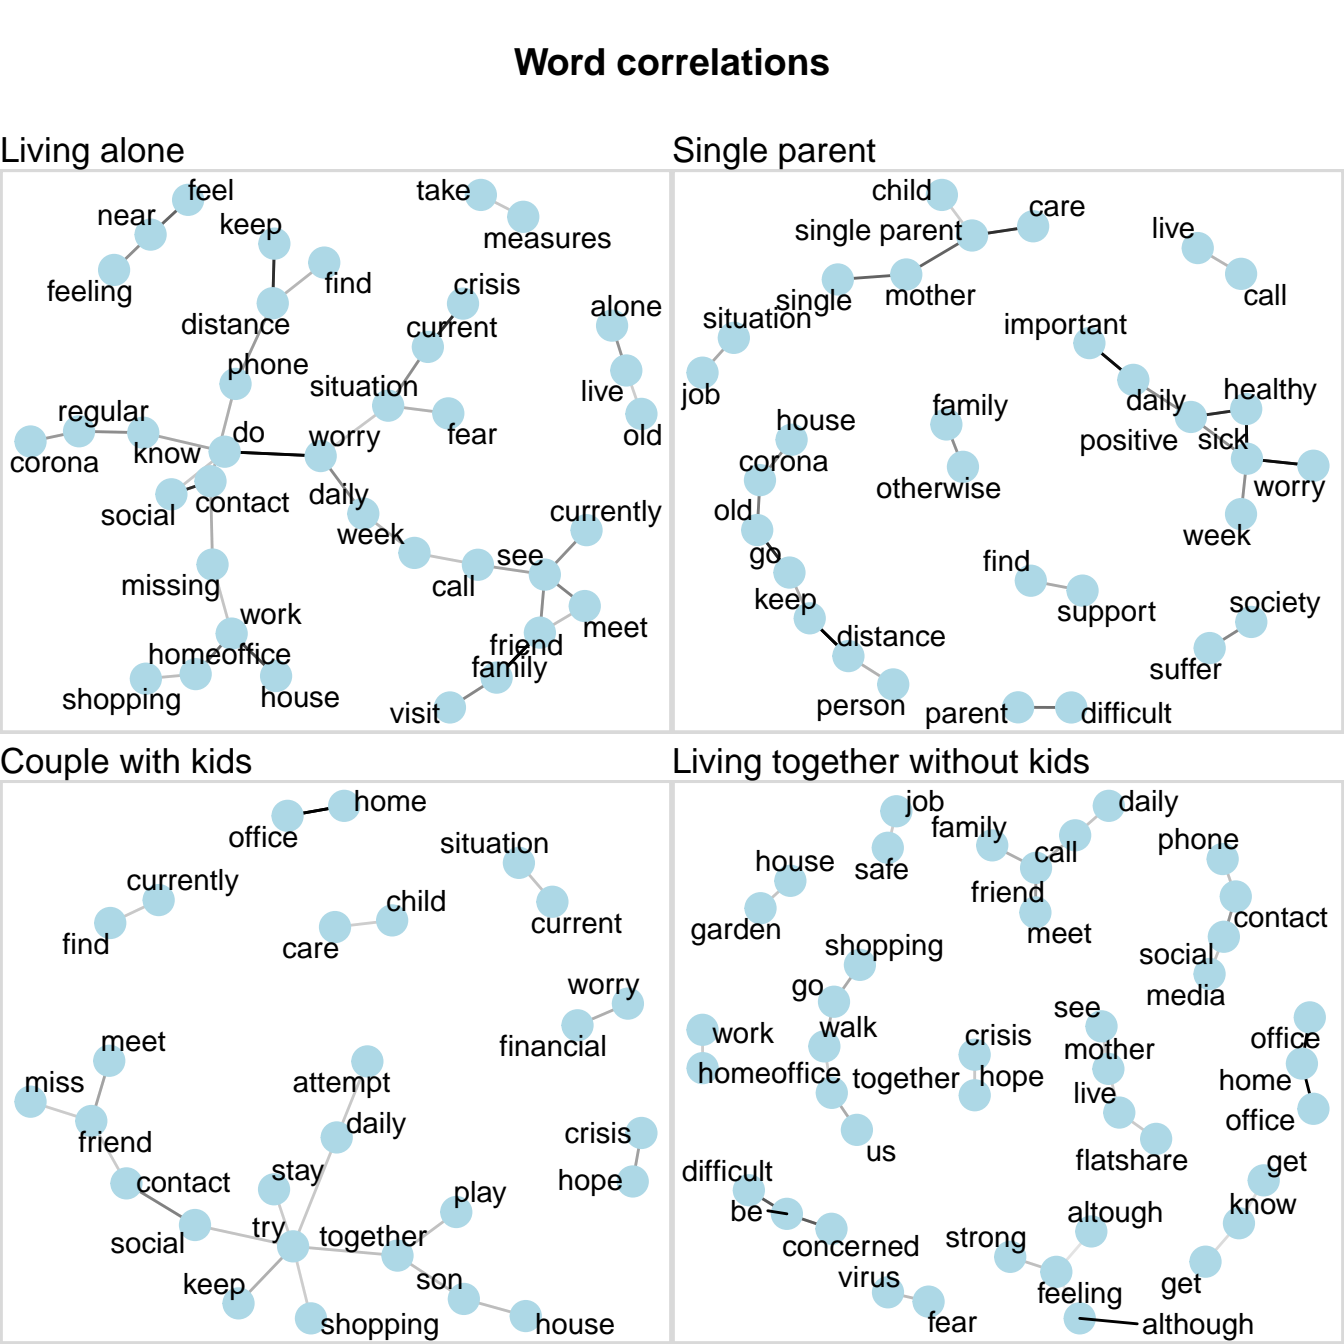 Word correlations
Living alone
feel
near
feeling
keep
find
distance
phone
take
measures
crisis
current
situation
fear
alone
live
old
regular
corona
know
do
worry
social
contact
daily
week
call
see
currently
meet
friend
family
visit
missing
work
homeoffice
shopping
house
Single parent
child
care
single parent
mother
single
situation
job
live
call
important
daily
positive
healthy
sick
worry
week
house
corona
old
go
keep
distance
person
family
otherwise
find
support
society
suffer
parent
difficult
Couple with kids
home
office
currently
find
child
care
situation
current
worry
financial
meet
miss
friend
contact
social
attempt
daily
stay
try
together
play
son
house
keep
shopping
crisis
hope
Living together without kids
job
safe
family
friend
call
daily
meet
house
garden
phone
contact
social
media
shopping
go
walk
us
work
homeoffice
together
crisis
hope
see
mother
live
flatshare
office
home
office
difficult
be
concerned
virus
fear
strong
altough
feeling
although
get
know
get